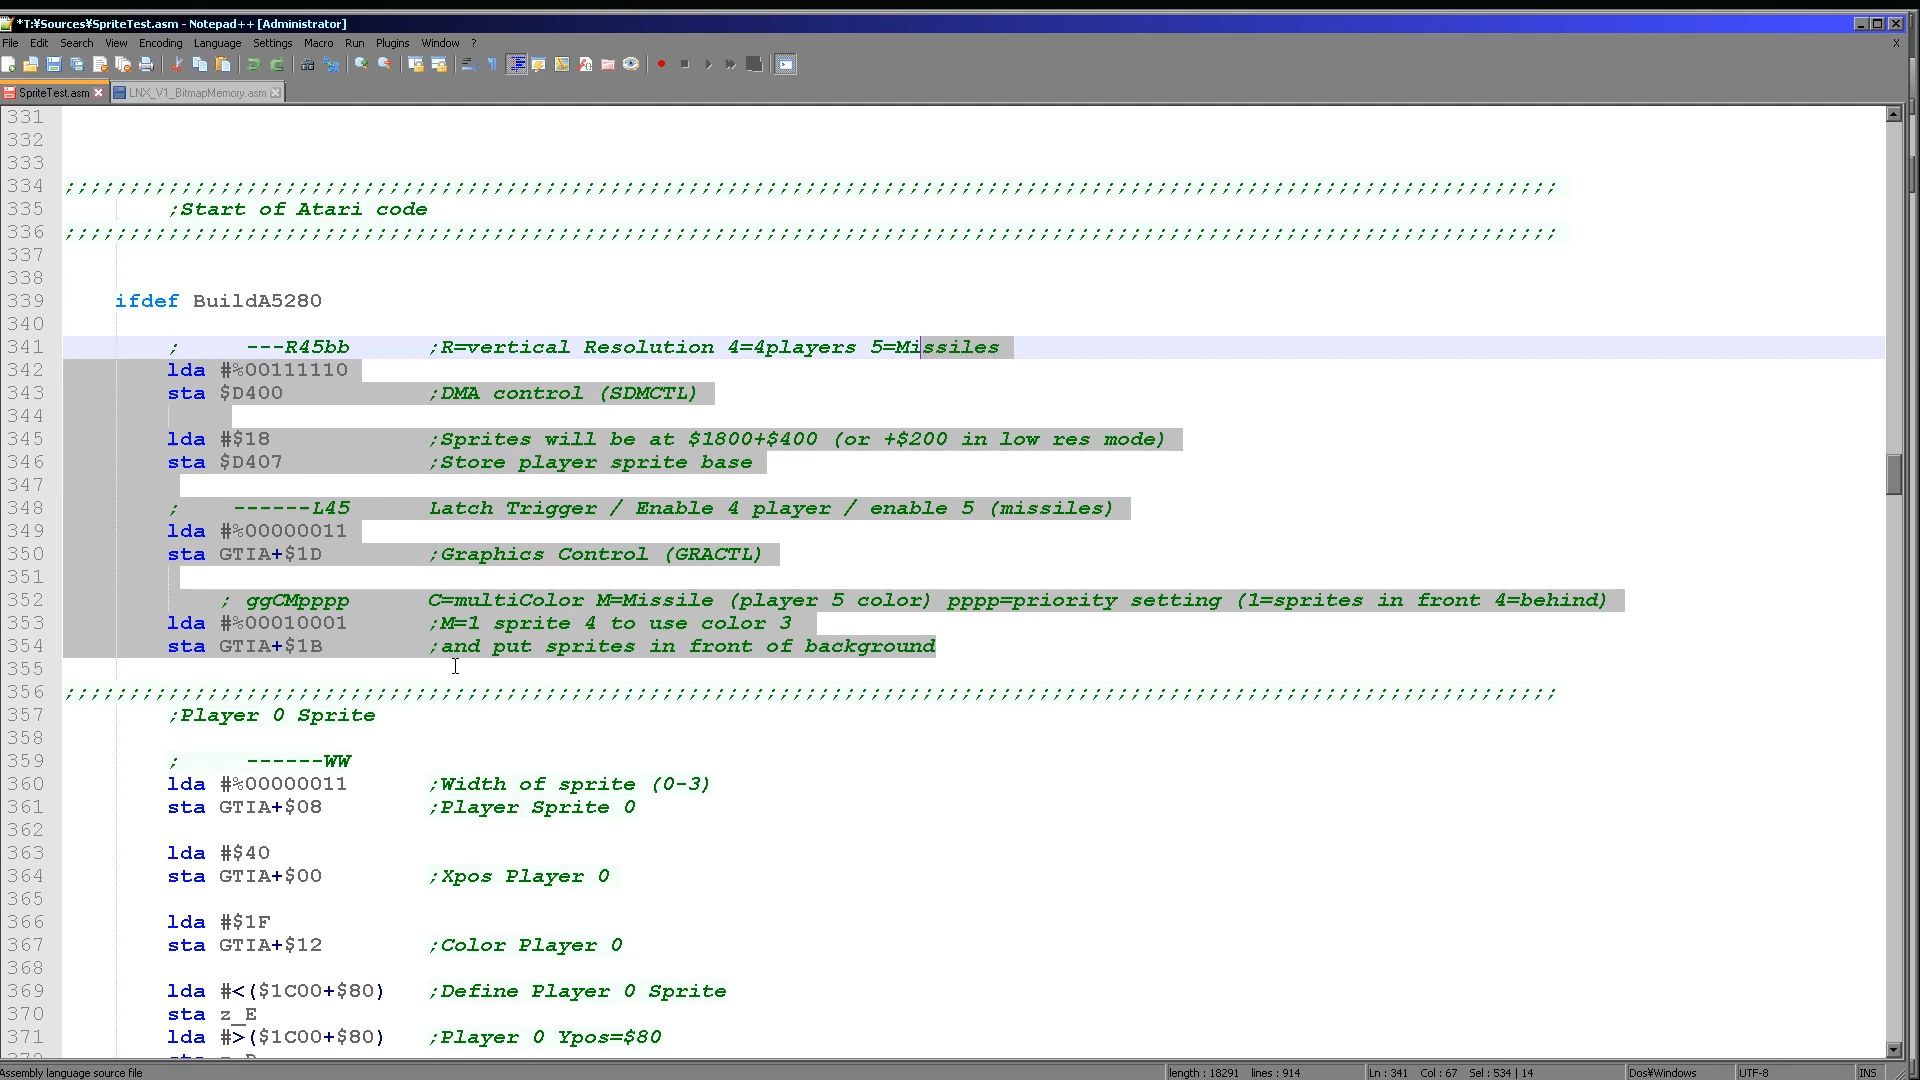 *T:¥Sources¥SpriteTest.asm - Notepad++ [Administrator]
File Edit Search View Encoding Language Settings Macro Run Plugins Window ? X
SpriteTest.asm LNX_V1_BitmapMemory.asm
331
332
333
334 ;;;;;;;;;;;;;;;;;;;;;;;;;;;;;;;;;;;;;;;;;;;;;;;;;;;;;;;;;;;;;;;;;;;;;;;;;;;;;;;;;;;;;;;;;;;;;;;;;;;;;;;;;;;;;;;;;;;
335 ;Start of Atari code
336 ;;;;;;;;;;;;;;;;;;;;;;;;;;;;;;;;;;;;;;;;;;;;;;;;;;;;;;;;;;;;;;;;;;;;;;;;;;;;;;;;;;;;;;;;;;;;;;;;;;;;;;;;;;;;;;;;;;;
337
338
339 ifdef BuildA5280
340
341 ; ---R45bb ;R=vertical Resolution 4=4players 5=Missiles
342 lda #%00111110
343 sta $D400 ;DMA control (SDMCTL)
344
345 lda #$18 ;Sprites will be at $1800+$400 (or +$200 in low res mode)
346 sta $D407 ;Store player sprite base
347
348 ; ------L45 Latch Trigger / Enable 4 player / enable 5 (missiles)
349 lda #%00000011
350 sta GTIA+$1D ;Graphics Control (GRACTL)
351
352 ; ggCMpppp C=multiColor M=Missile (player 5 color) pppp=priority setting (1=sprites in front 4=behind)
353 lda #%00010001 ;M=1 sprite 4 to use color 3
354 sta GTIA+$1B ;and put sprites in front of background
355
356 ;;;;;;;;;;;;;;;;;;;;;;;;;;;;;;;;;;;;;;;;;;;;;;;;;;;;;;;;;;;;;;;;;;;;;;;;;;;;;;;;;;;;;;;;;;;;;;;;;;;;;;;;;;;;;;;;;;;
357 ;Player 0 Sprite
358
359 ; ------WW
360 lda #%00000011 ;Width of sprite (0-3)
361 sta GTIA+$08 ;Player Sprite 0
362
363 lda #$40
364 sta GTIA+$00 ;Xpos Player 0
365
366 lda #$1F
367 sta GTIA+$12 ;Color Player 0
368
369 lda #<($1C00+$80) ;Define Player 0 Sprite
370 sta z_E
371 lda #>($1C00+$80) ;Player 0 Ypos=$80
Assembly language source file length : 18291 lines : 914 Ln : 341 Col : 67 Sel : 534 | 14 Dos¥Windows UTF-8 INS